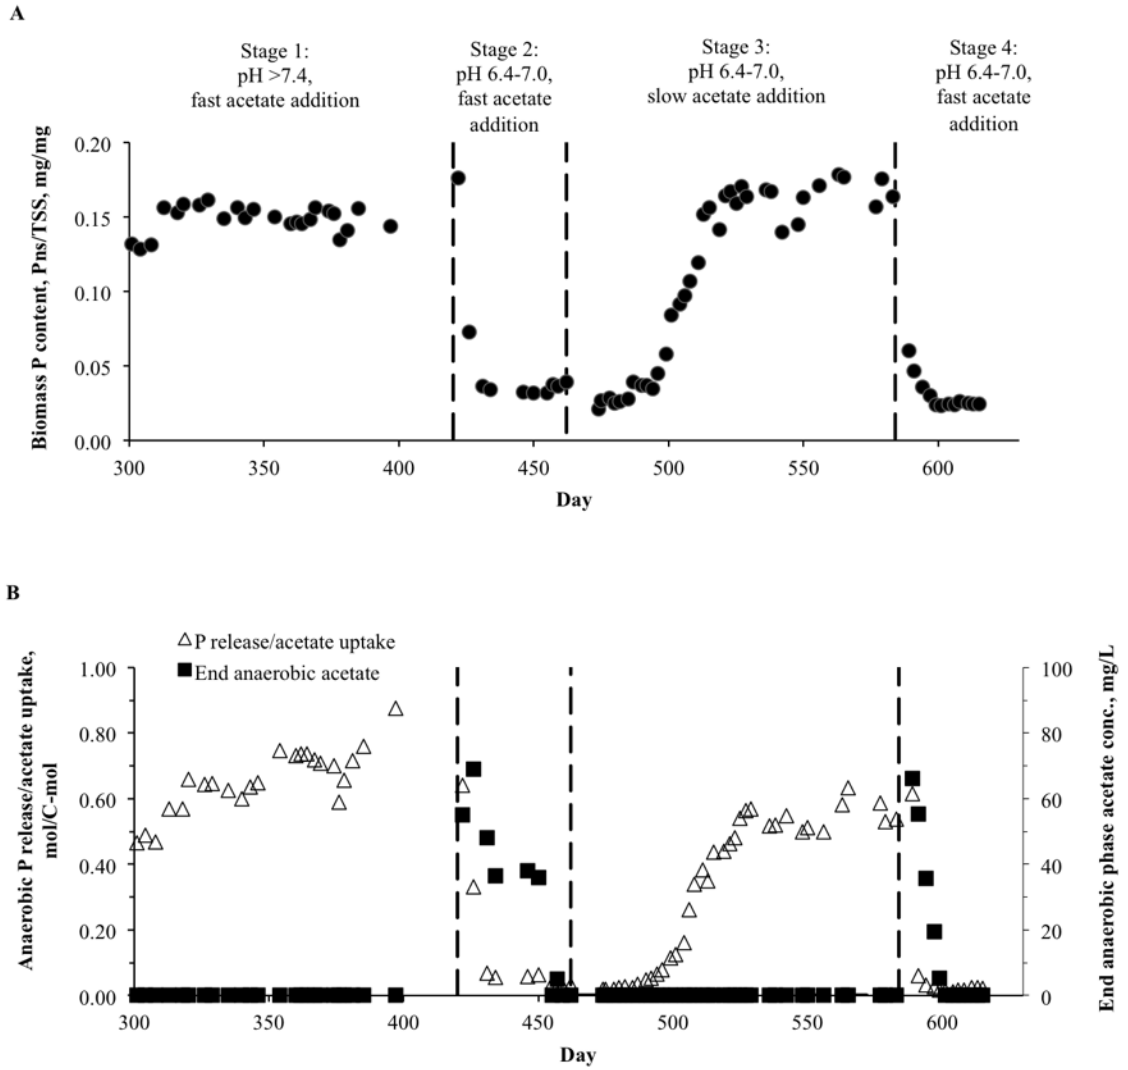 A
Stage 1:
pH >7.4,
fast acetate addition
Stage 2:
pH 6.4-7.0,
fast acetate
addition
Stage 3:
pH 6.4-7.0,
slow acetate addition
Stage 4:
pH 6.4-7.0,
fast acetate
addition
Biomass P content, Pns/TSS, mg/mg
0.20
0.15
0.10
0.05
0.00
300 350 400 450 500 550 600
Day
B
P release/acetate uptake
End anaerobic acetate
Anaerobic P release/acetate uptake,
mol/C-mol
1.00
0.80
0.60
0.40
0.20
0.00
100
80
60
40
20
0
End anaerobic phase acetate conc., mg/L
300 350 400 450 500 550 600
Day